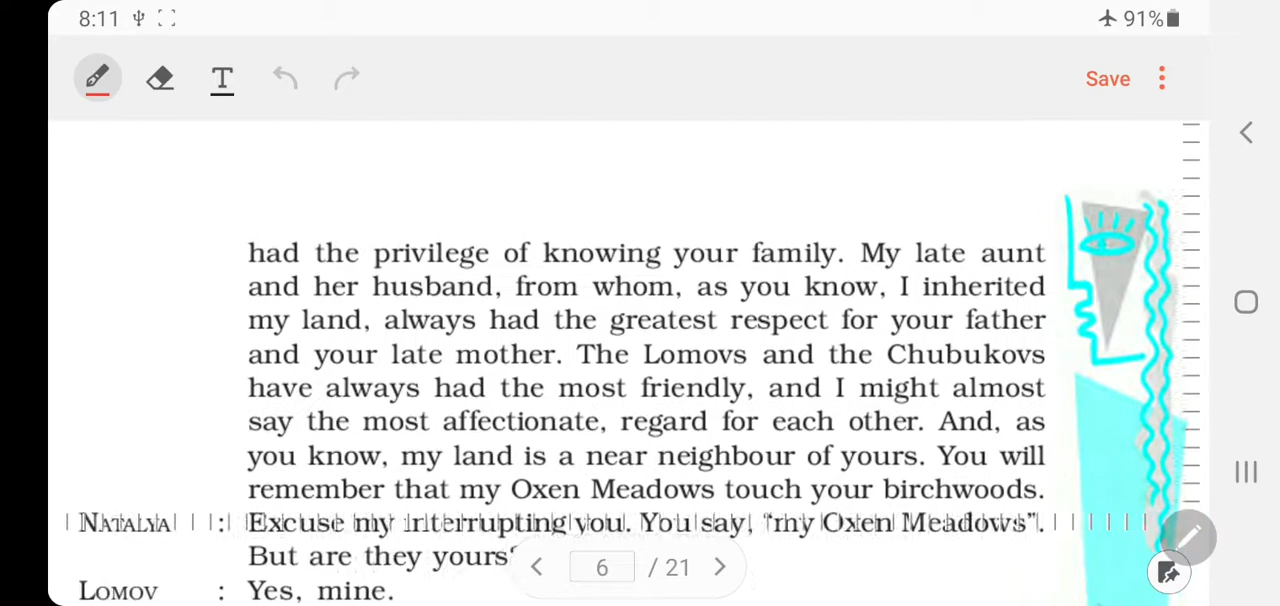 8:11
91%
T
Save
had the privilege of knowing your family. My late aunt
and her husband, from whom, as you know, I inherited
my land, always had the greatest respect for your father
and your late mother. The Lomovs and the Chubukovs
have always had the most friendly, and I might almost
say the most affectionate, regard for each other. And, as
you know, my land is a near neighbour of yours. You will
remember that my Oxen Meadows touch your birchwoods.
NATALYA : Excuse my interrupting you. You say, “my Oxen Meadows”.
But are they yours
6 / 21
LOMOV : Yes, mine.